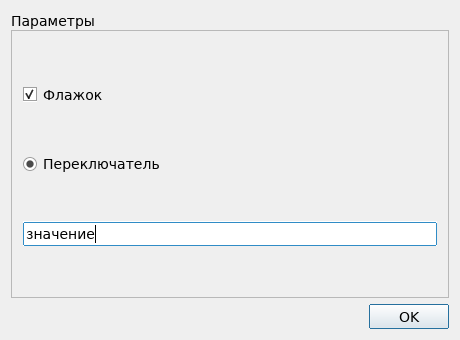 Параметры
Флажок
Переключатель
значение
OK